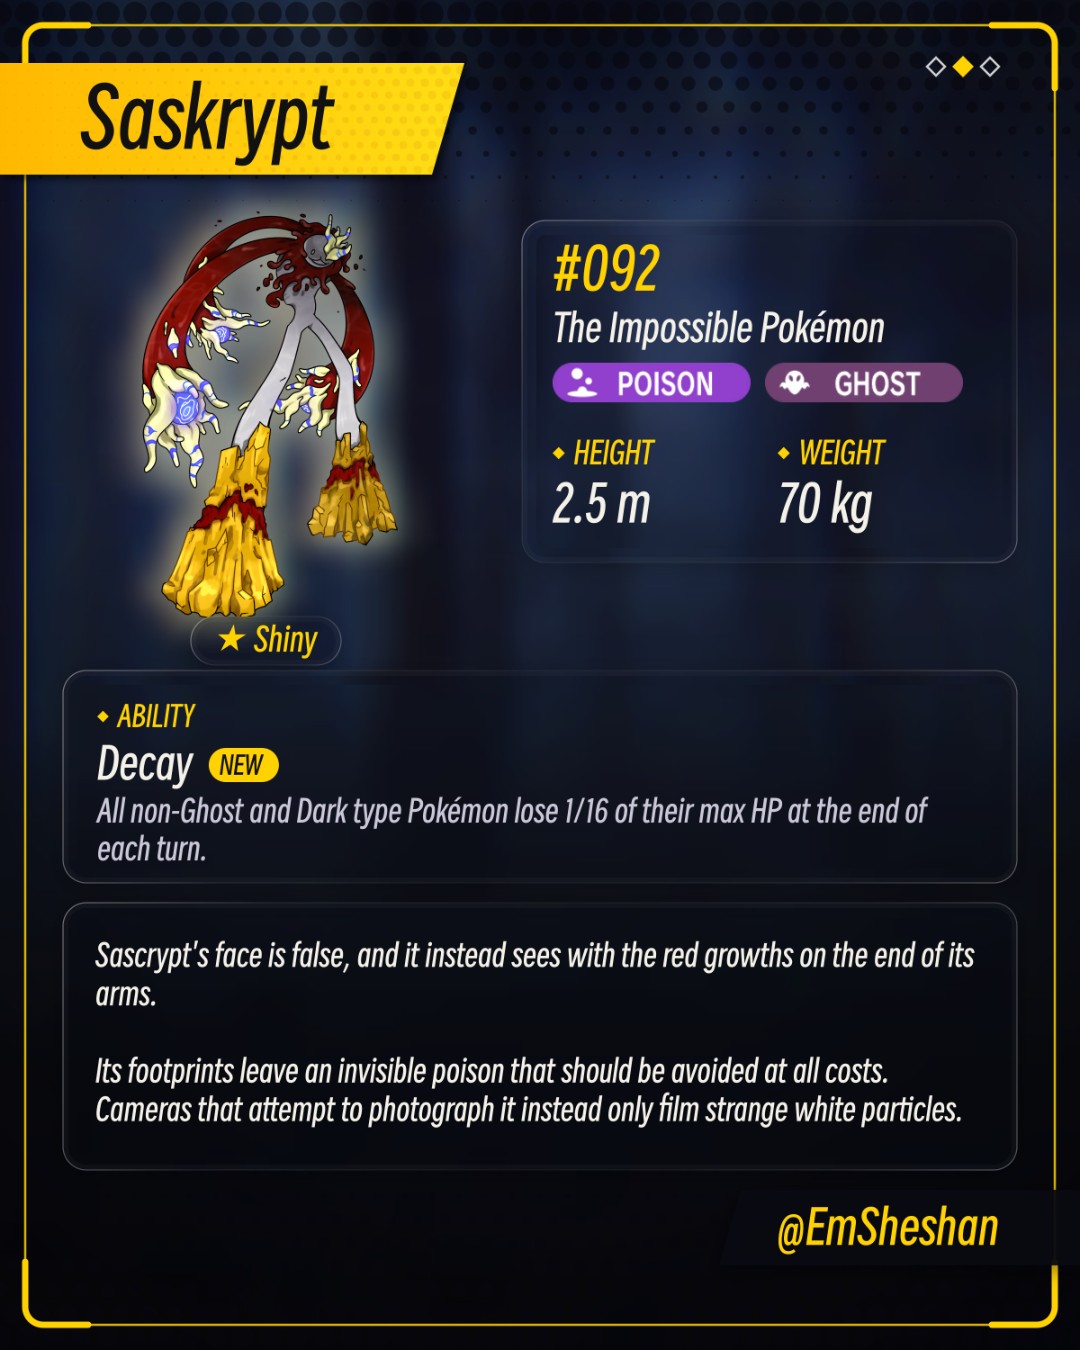 Saskrypt
#092
The Impossible Pokémon
POISON
GHOST
HEIGHT
WEIGHT
2.5 m
70 kg
Shiny
ABILITY
Decay NEW
All non-Ghost and Dark type Pokémon lose 1/16 of their max HP at the end of
each turn.
Sascrypt's face is false, and it instead sees with the red growths on the end of its
arms.
Its footprints leave an invisible poison that should be avoided at all costs.
Cameras that attempt to photograph it instead only film strange white particles.
@EmSheshan